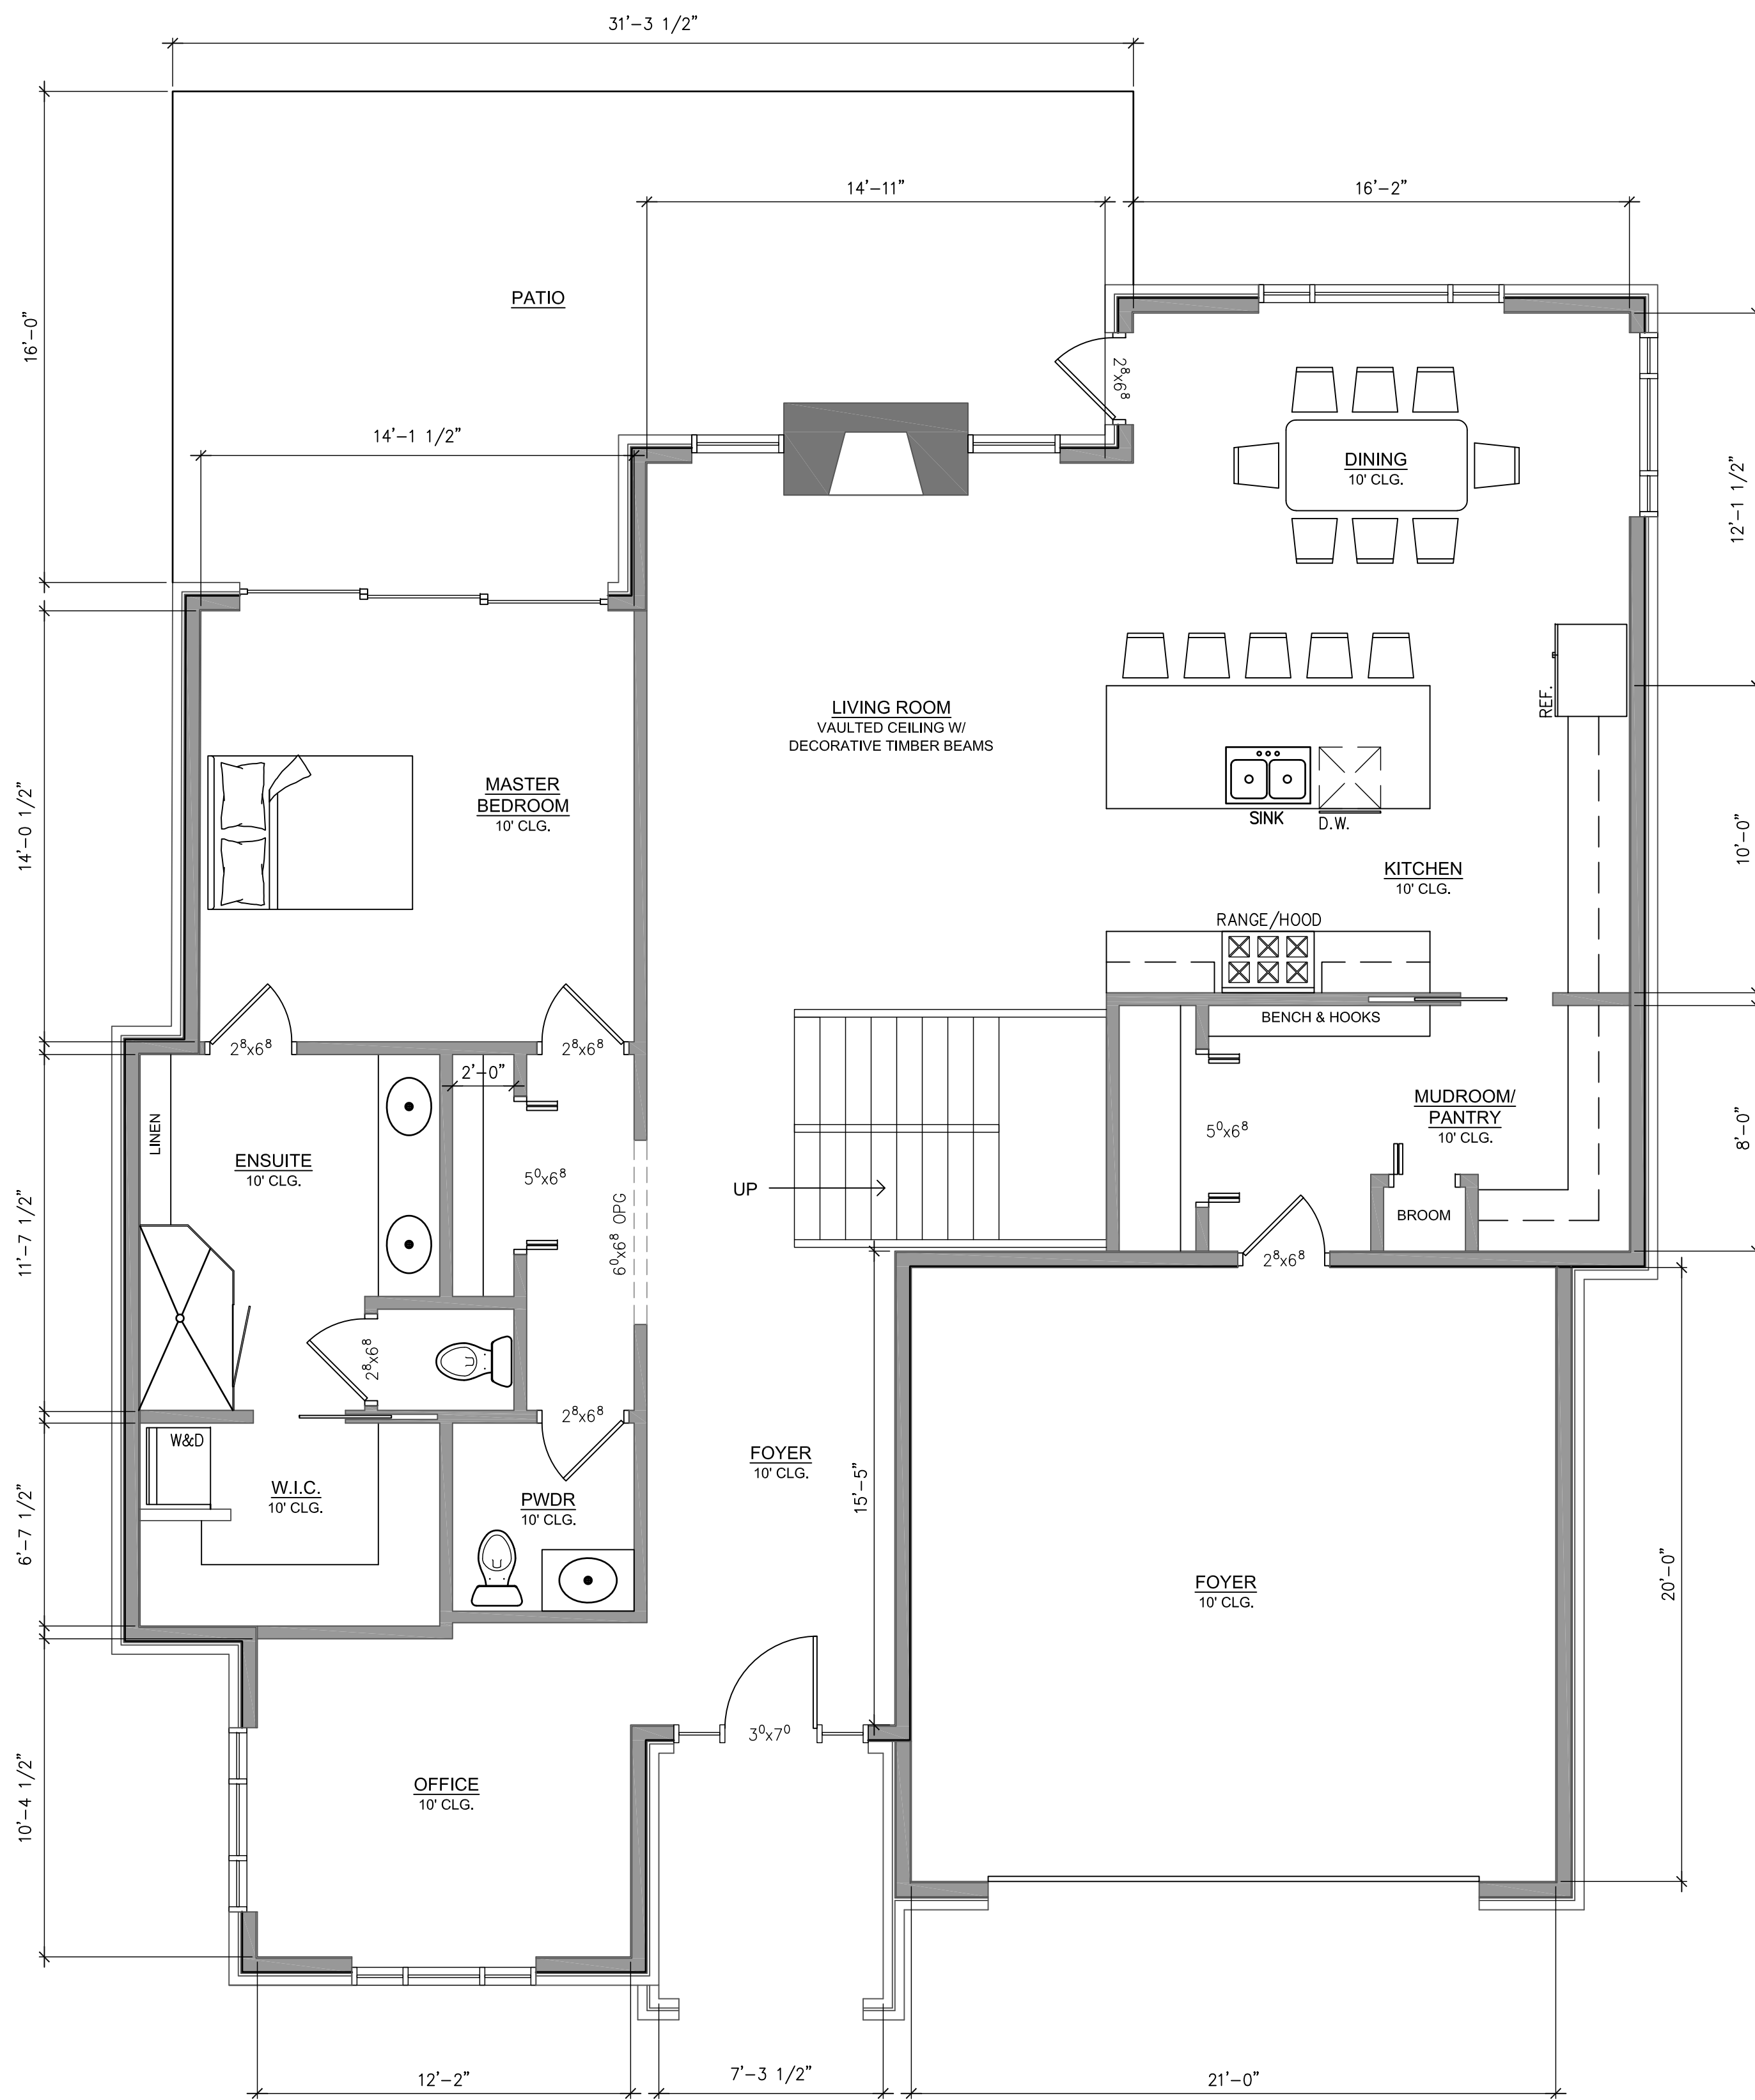 31'-3 1/2"
14'-11"
16'-2"
PATIO
16'-0"
2⁸x6⁸
14'-1 1/2"
DINING
10' CLG.
12'-1 1/2"
REF.
LIVING ROOM
VAULTED CEILING W/
DECORATIVE TIMBER BEAMS
MASTER
BEDROOM
10' CLG.
14'-0 1/2"
SINK
D.W.
10'-0"
KITCHEN
10' CLG.
RANGE/HOOD
BENCH & HOOKS
2⁸x6⁸
2⁸x6⁸
2'-0"
LINEN
ENSUITE
10' CLG.
5⁰x6⁸
6⁰x6⁸ OPG
UP
5⁰x6⁸
MUDROOM/
PANTRY
10' CLG.
8'-0"
BROOM
11'-7 1/2"
2⁸x6⁸
2⁸x6⁸
2⁸x6⁸
W&D
W.I.C.
10' CLG.
PWDR
10' CLG.
FOYER
10' CLG.
15'-5"
6'-7 1/2"
FOYER
10' CLG.
20'-0"
3⁰x7⁰
OFFICE
10' CLG.
10'-4 1/2"
12'-2"
7'-3 1/2"
21'-0"